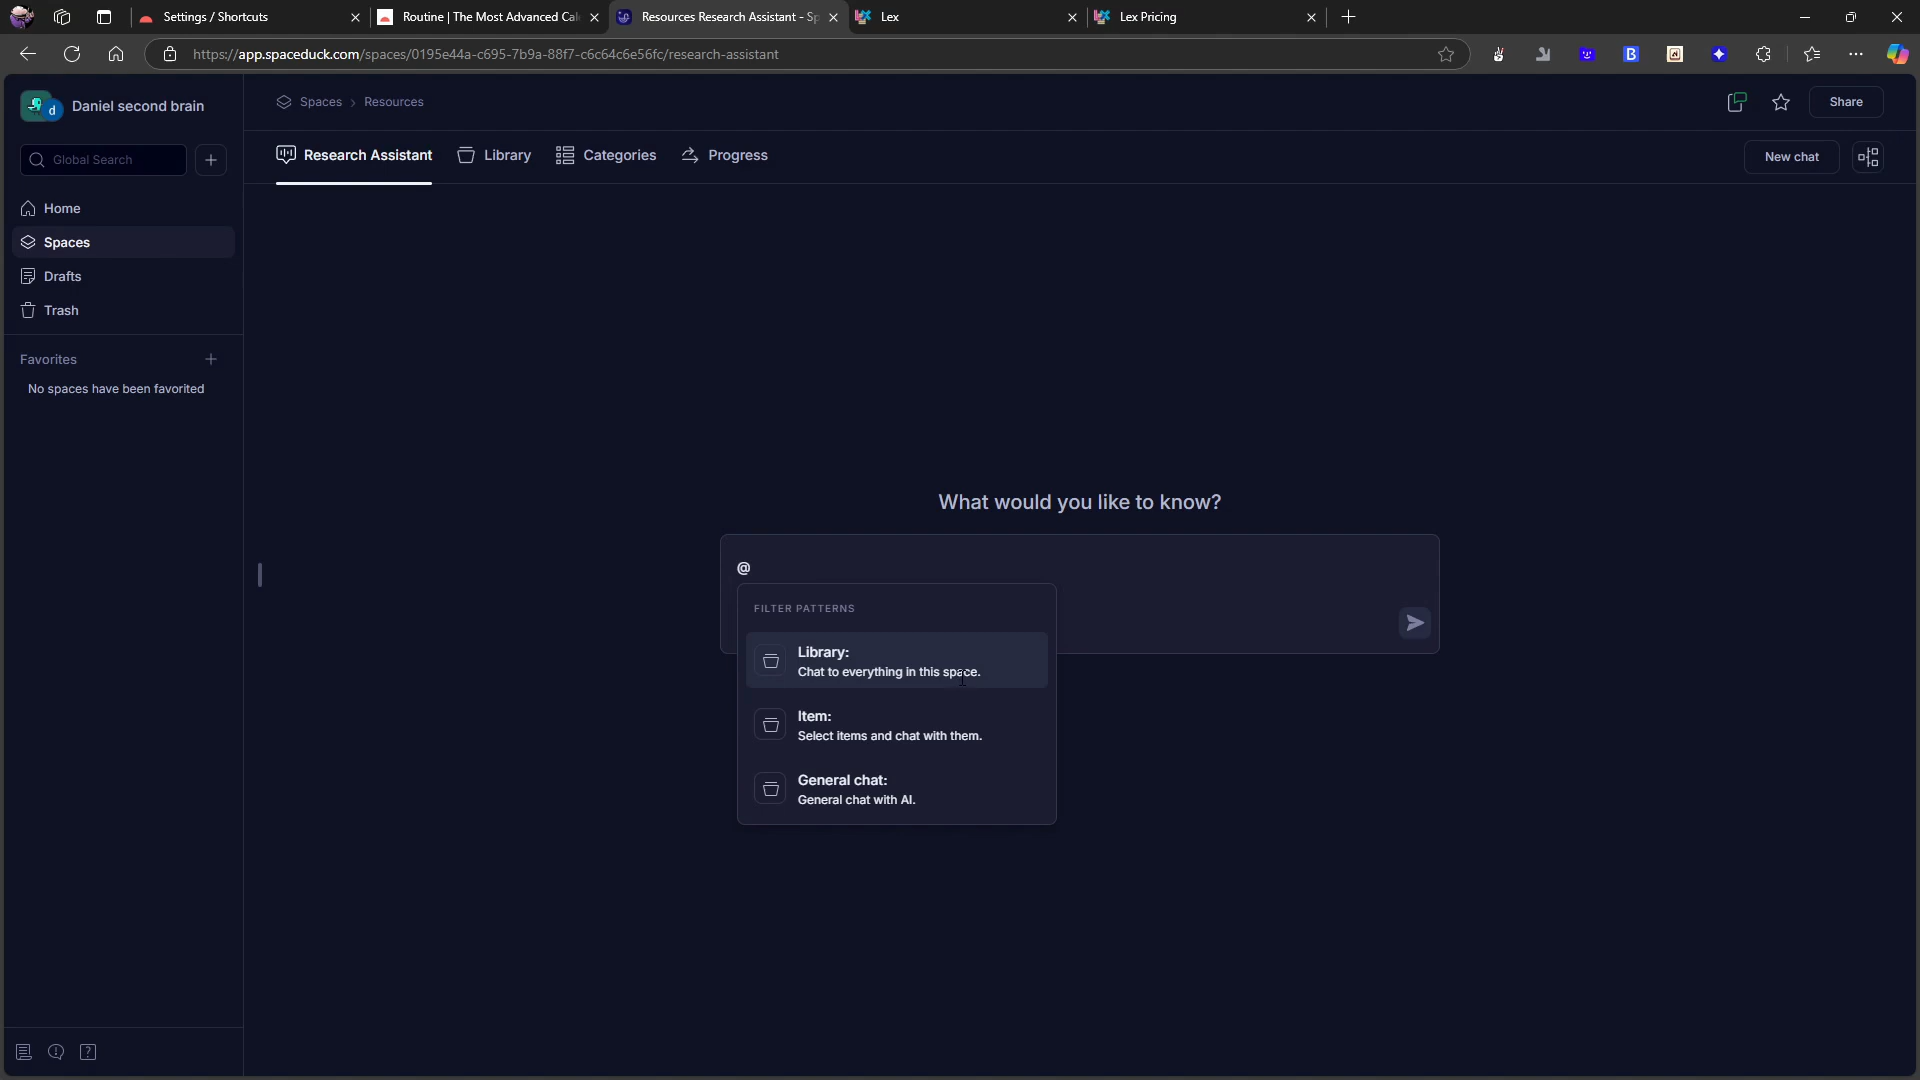 Settings / Shortcuts
Routine | The Most Advanced Cal
Resources Research Assistant - Sp
Lex
Lex Pricing
https://app.spaceduck.com/spaces/0195e44a-c695-7b9a-88f7-c6c64c6e56fc/research-assistant
d
Daniel second brain
Spaces > Resources
Share
Global Search
Research Assistant
Library
Categories
Progress
New chat
Home
Spaces
Drafts
Trash
Favorites
No spaces have been favorited
What would you like to know?
@
FILTER PATTERNS
Library:
Chat to everything in this space.
Item:
Select items and chat with them.
General chat:
General chat with AI.